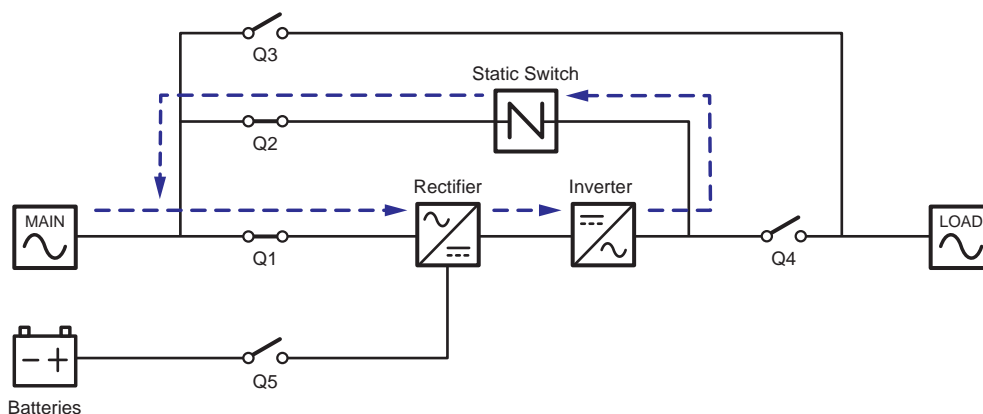 Q3
Static Switch
Q2
Rectifier
Inverter
MAIN
LOAD
Q1
Q4
Q5
Batteries